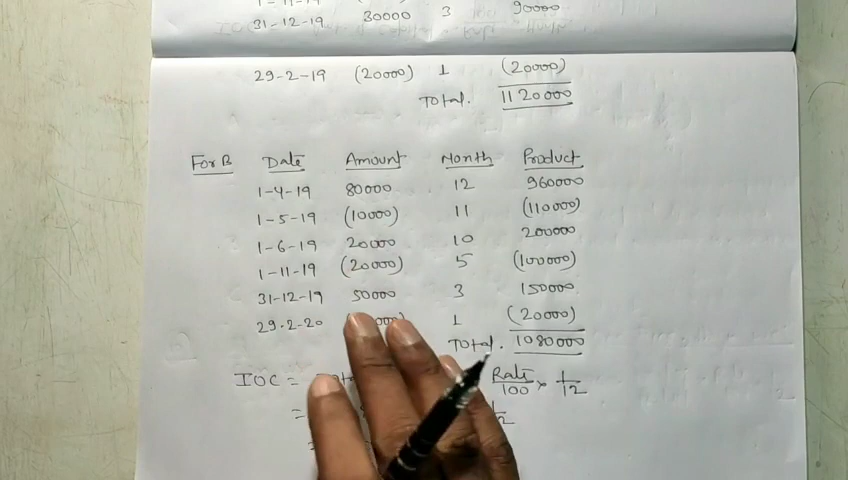 31-12-19 30000 3 90000
29-2-19 (20000) 1 (20000)
Total. 1120000
For B Date Amount Month Product
1-4-19 80000 12 960000
1-5-19 (10000) 11 (110000)
1-6-19 20000 10 200000
1-11-19 (20000) 5 (100000)
31-12-19 50000 3 150000
29.2-20 1 (20000)
Total. 1080000
IOC = Rate/100 × 1/12
=